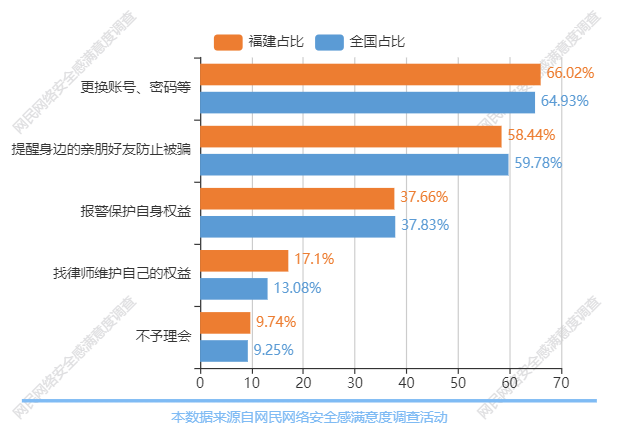 福建占比 全国占比
更换账号、密码等 66.02%
64.93%
提醒身边的亲朋好友防止被骗 58.44%
59.78%
报警保护自身权益 37.66%
37.83%
找律师维护自己的权益 17.1%
13.08%
不予理会 9.74%
9.25%
0 10 20 30 40 50 60 70
本数据来源自网民网络安全感满意度调查活动
网民网络安全感满意度调查
网民网络安全感满意度调查
网民网络安全感满意度调查
网民网络安全感满意度调查